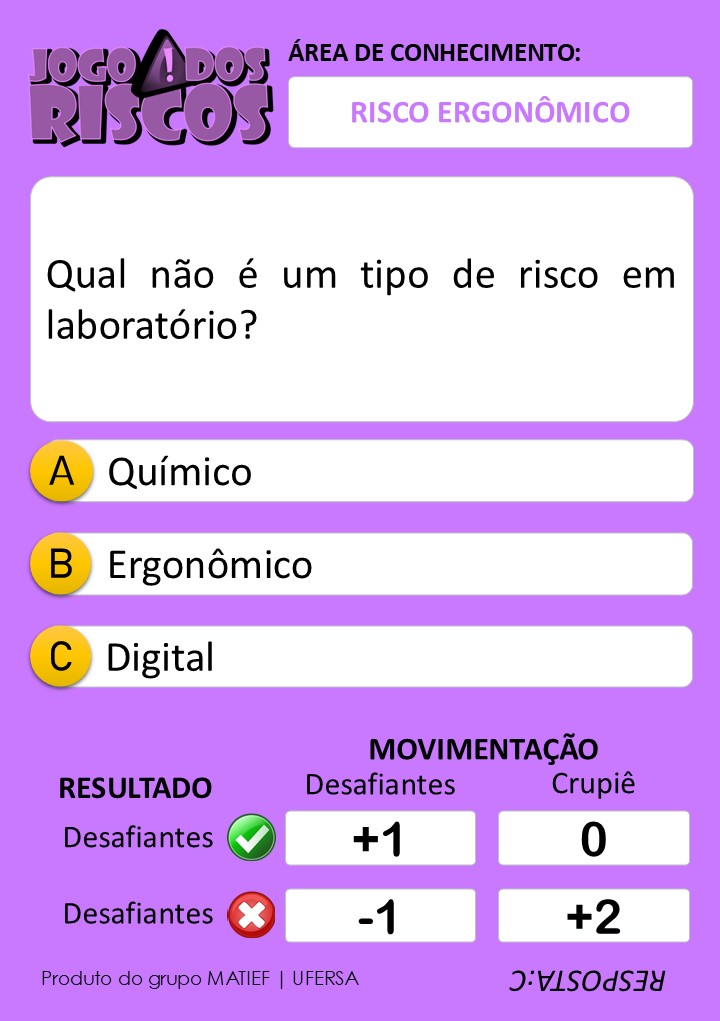 JOGO DOS
RISCOS
ÁREA DE CONHECIMENTO:
RISCO ERGONÔMICO
Qual não é um tipo de risco em
laboratório?
A Químico
B Ergonômico
C Digital
MOVIMENTAÇÃO
RESULTADO Desafiantes Crupiê
Desafiantes +1 0
Desafiantes -1 +2
Produto do grupo MATIEF | UFERSA
RESPOSTA:C